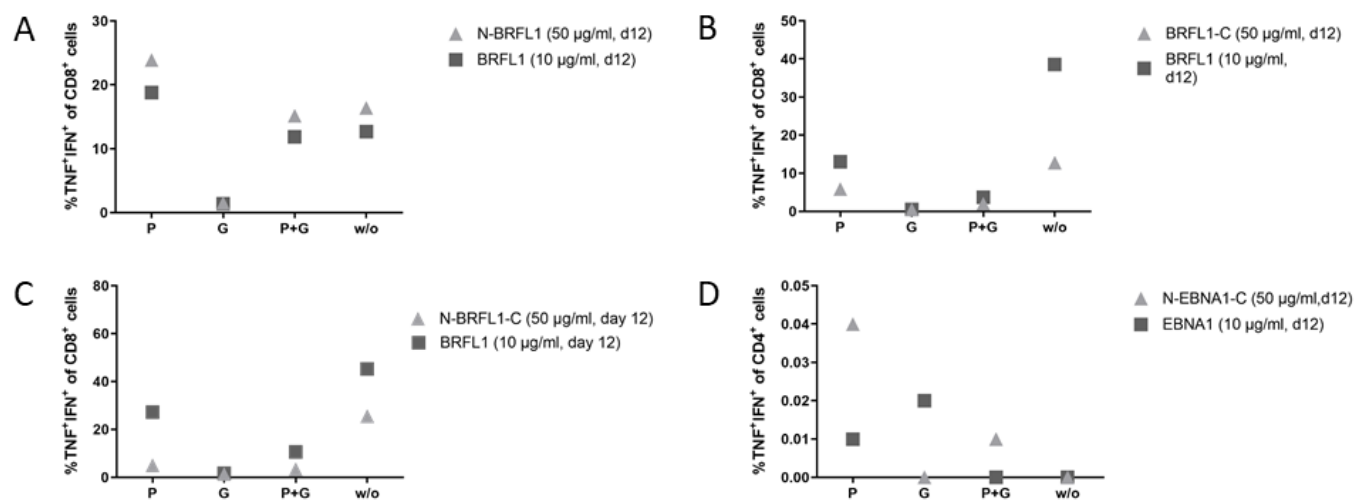 A
%TNF+IFN+ of CD8+ cells
30
20
10
0
P G P+G w/o
N-BRFL1 (50 µg/ml, d12)
BRFL1 (10 µg/ml, d12)
B
%TNF+IFN+ of CD8+ cells
50
40
30
20
10
0
P G P+G w/o
BRFL1-C (50 µg/ml, d12)
BRFL1 (10 µg/ml,
d12)
C
%TNF+IFN+ of CD8+ cells
80
60
40
20
0
P G P+G w/o
N-BRFL1-C (50 µg/ml, day 12)
BRFL1 (10 µg/ml, day 12)
D
%TNF+IFN+ of CD4+ cells
0.05
0.04
0.03
0.02
0.01
0.00
P G P+G w/o
N-EBNA1-C (50 µg/ml,d12)
EBNA1 (10 µg/ml, d12)